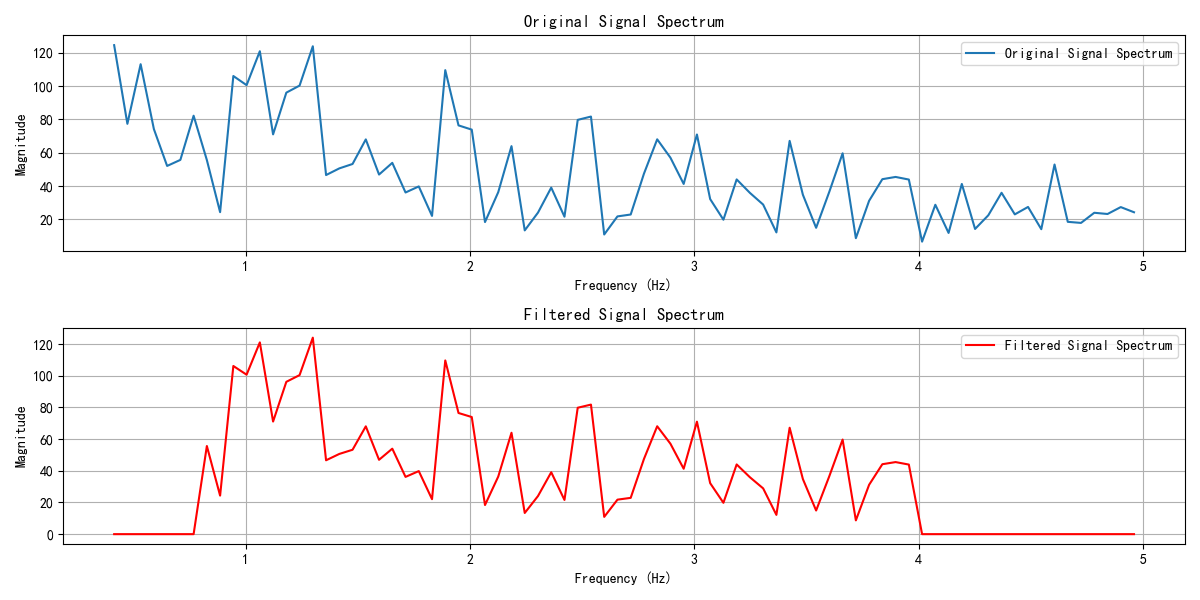 Original Signal Spectrum
120
100
80
60
40
20
Magnitude
Original Signal Spectrum
1 2 3 4 5
Frequency (Hz)
Filtered Signal Spectrum
120
100
80
60
40
20
0
Magnitude
Filtered Signal Spectrum
1 2 3 4 5
Frequency (Hz)